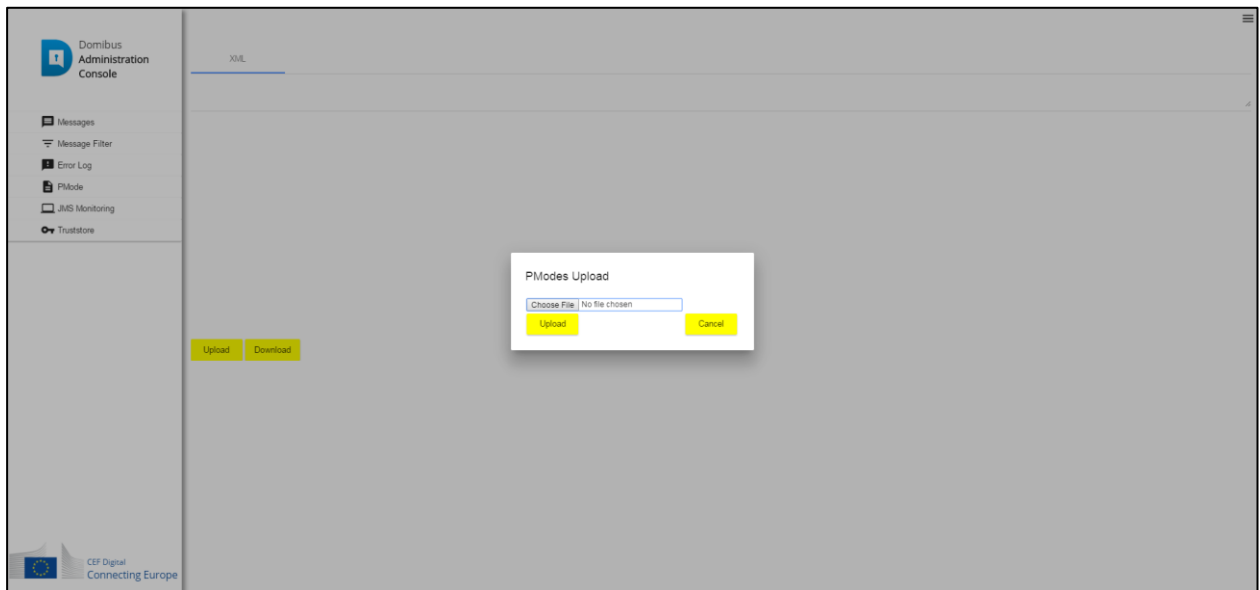 Domibus
Administration
Console
XML
Messages
Message Filter
Error Log
PMode
JMS Monitoring
Truststore
PModes Upload
Choose File No file chosen
Upload Cancel
Upload Download
CEF Digital
Connecting Europe